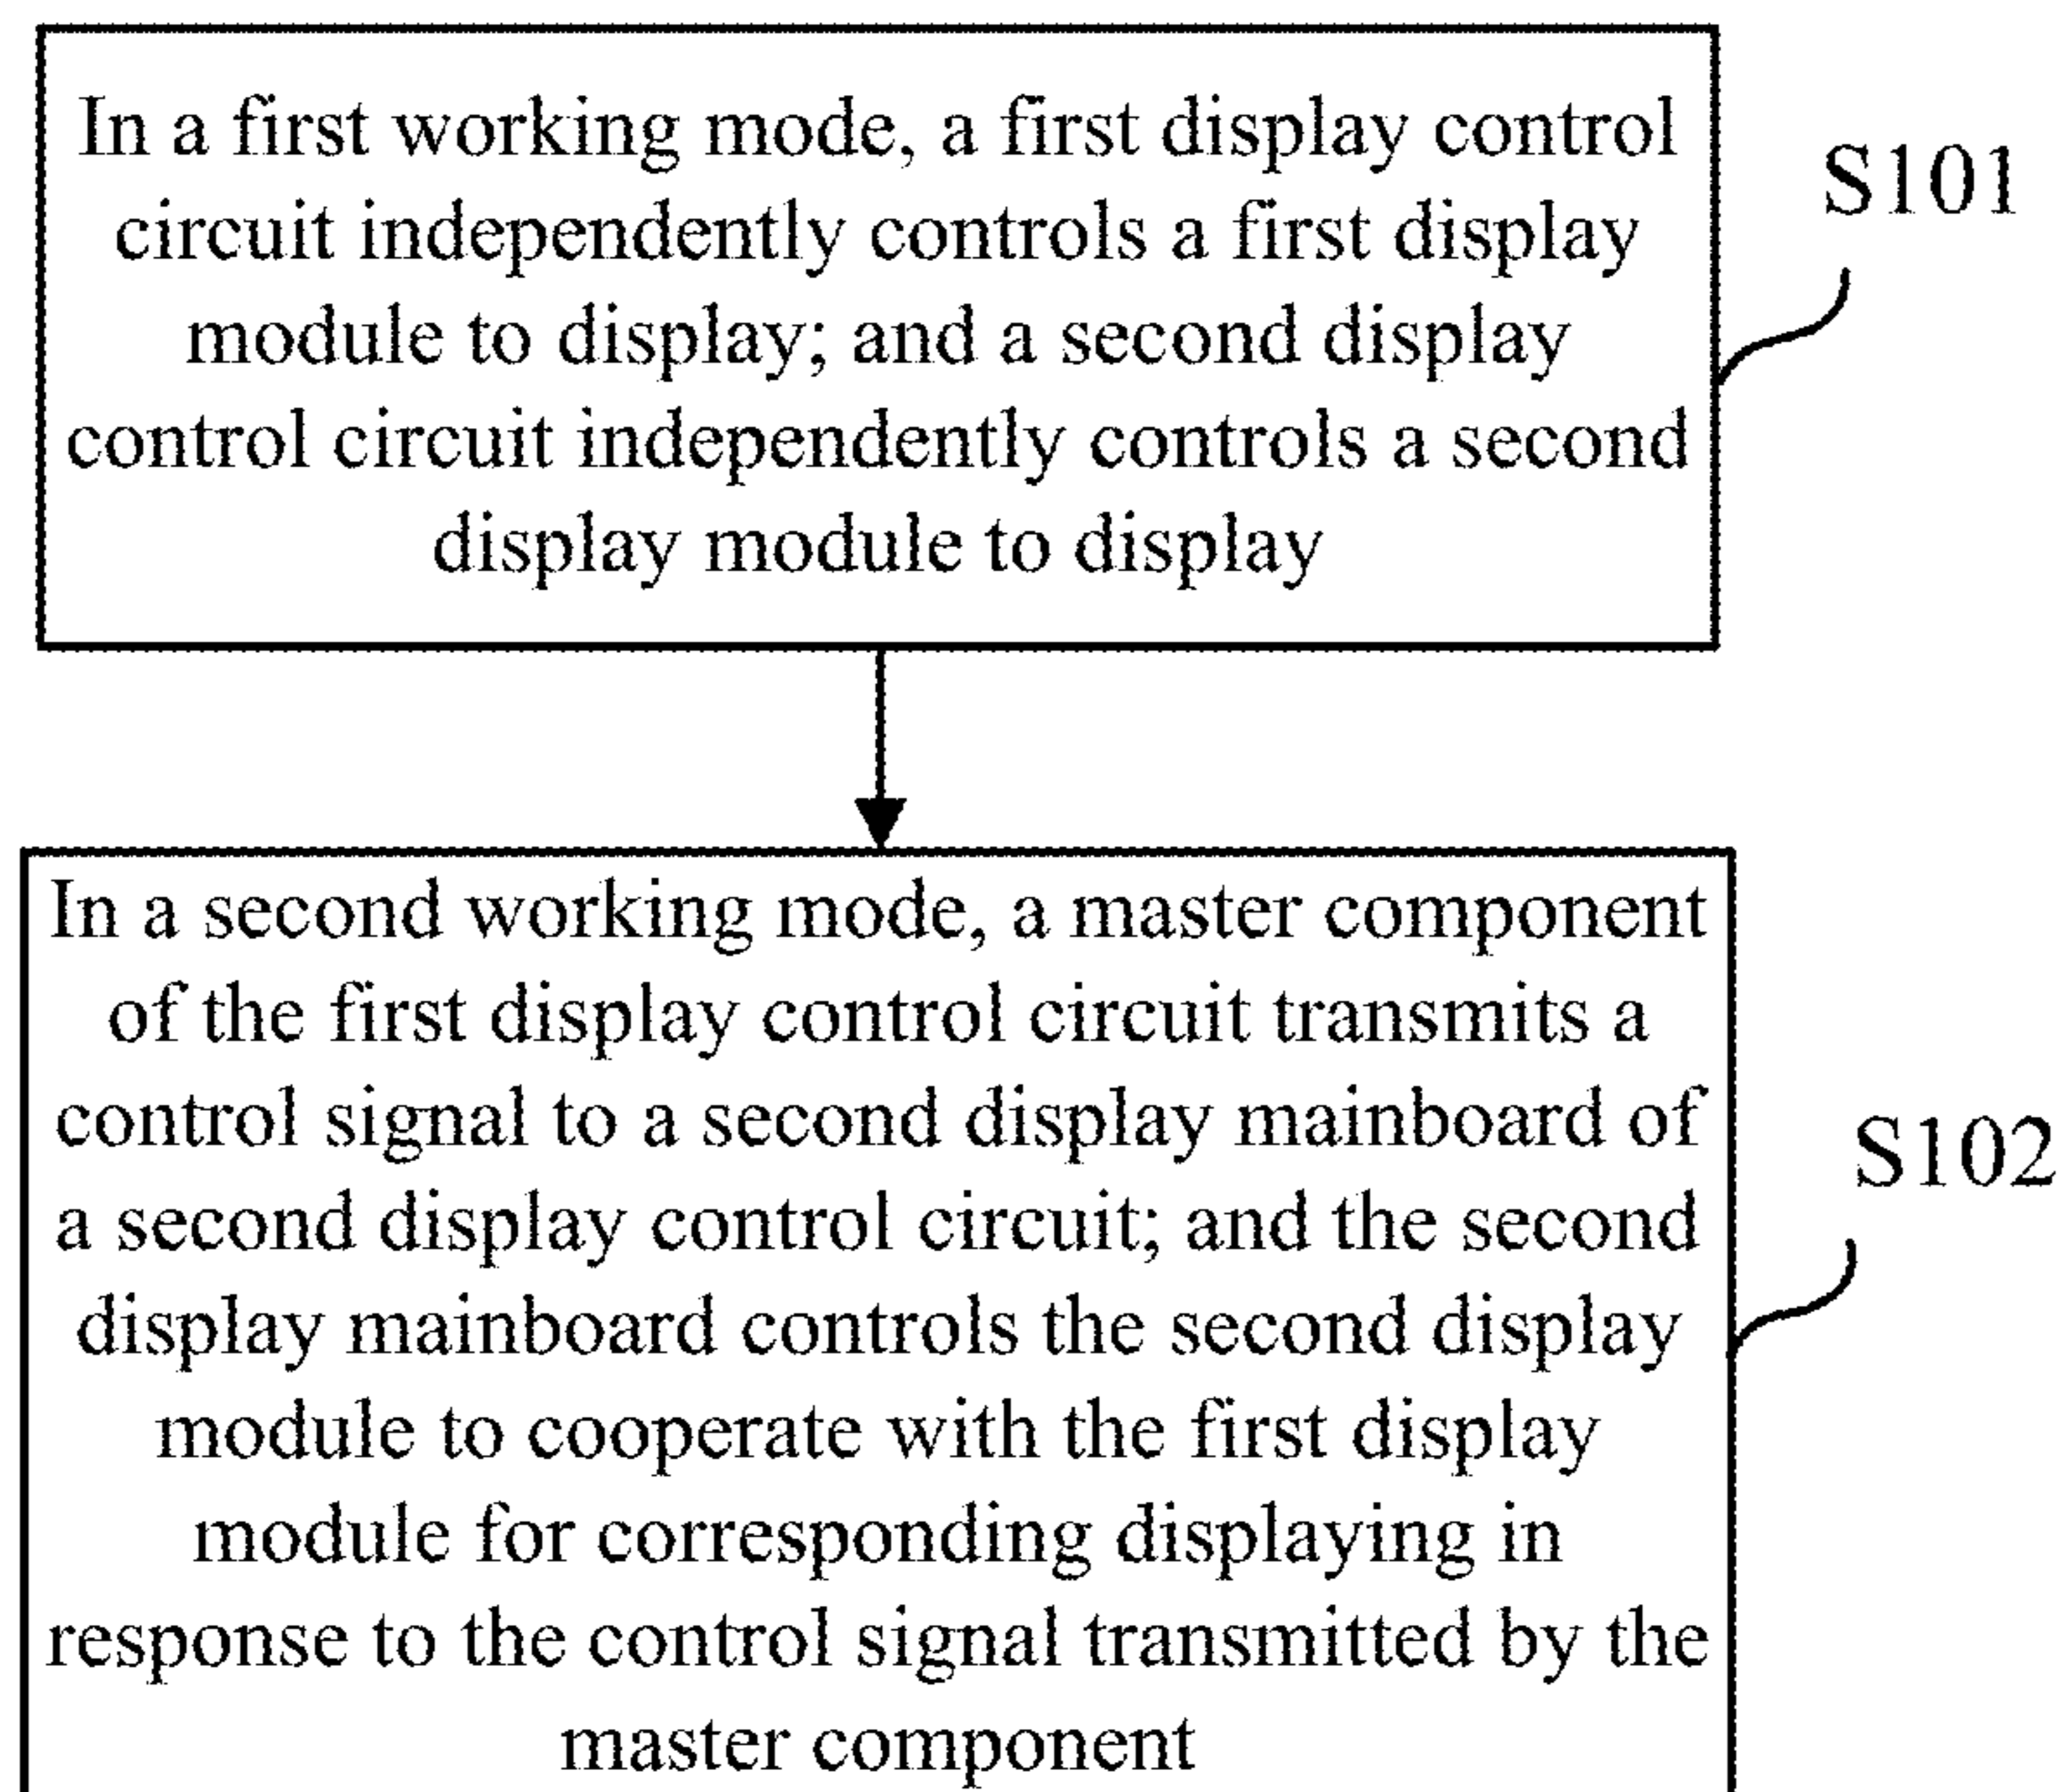 In a first working mode, a first display control
circuit independently controls a first display
module to display; and a second display
control circuit independently controls a second
display module to display
S101
In a second working mode, a master component
of the first display control circuit transmits a
control signal to a second display mainboard of
a second display control circuit; and the second
display mainboard controls the second display
module to cooperate with the first display
module for corresponding displaying in
response to the control signal transmitted by the
master component
S102